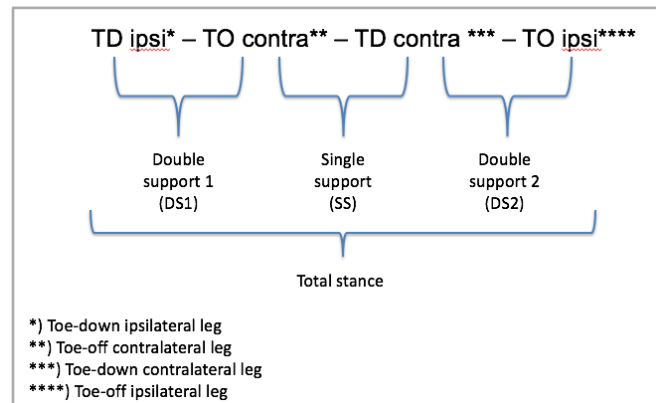 TD ipsi* – TO contra** – TD contra *** – TO ipsi****
Double support 1 (DS1)
Single support (SS)
Double support 2 (DS2)
Total stance
*) Toe-down ipsilateral leg
**) Toe-off contralateral leg
***) Toe-down contralateral leg
****) Toe-off ipsilateral leg